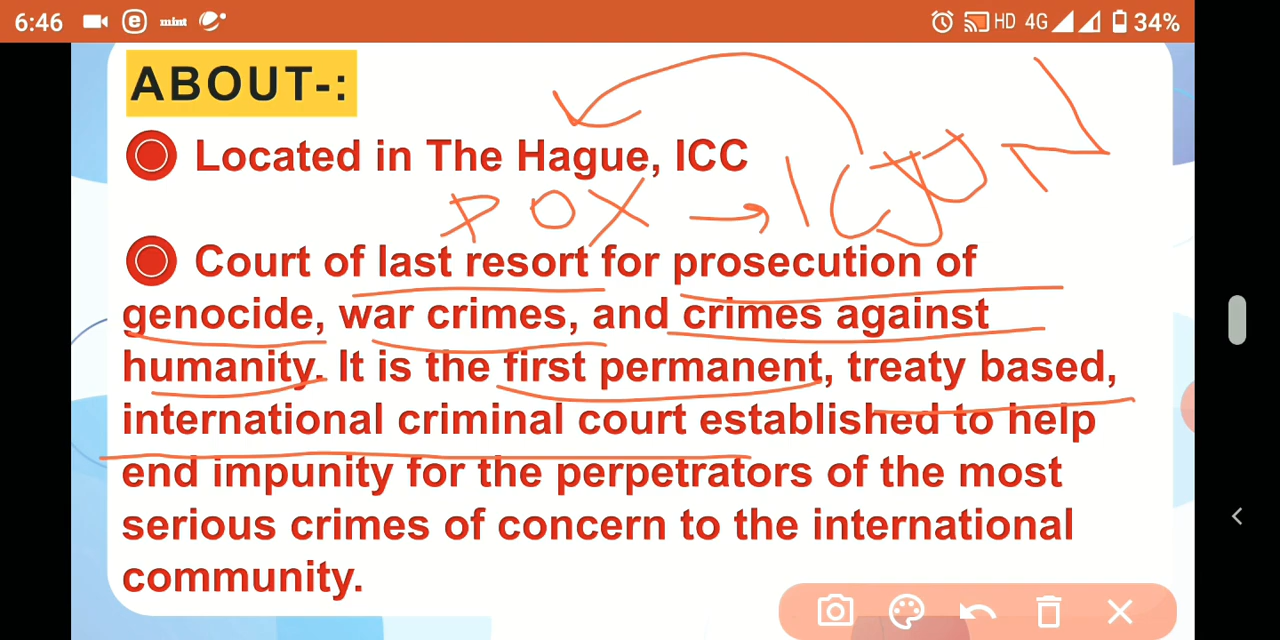 6:46 mint HD 4G 34%
ABOUT-:
Located in The Hague, ICC
POX → IC
N
Court of last resort for prosecution of
genocide, war crimes, and crimes against
humanity. It is the first permanent, treaty based,
international criminal court established to help
end impunity for the perpetrators of the most
serious crimes of concern to the international
community.